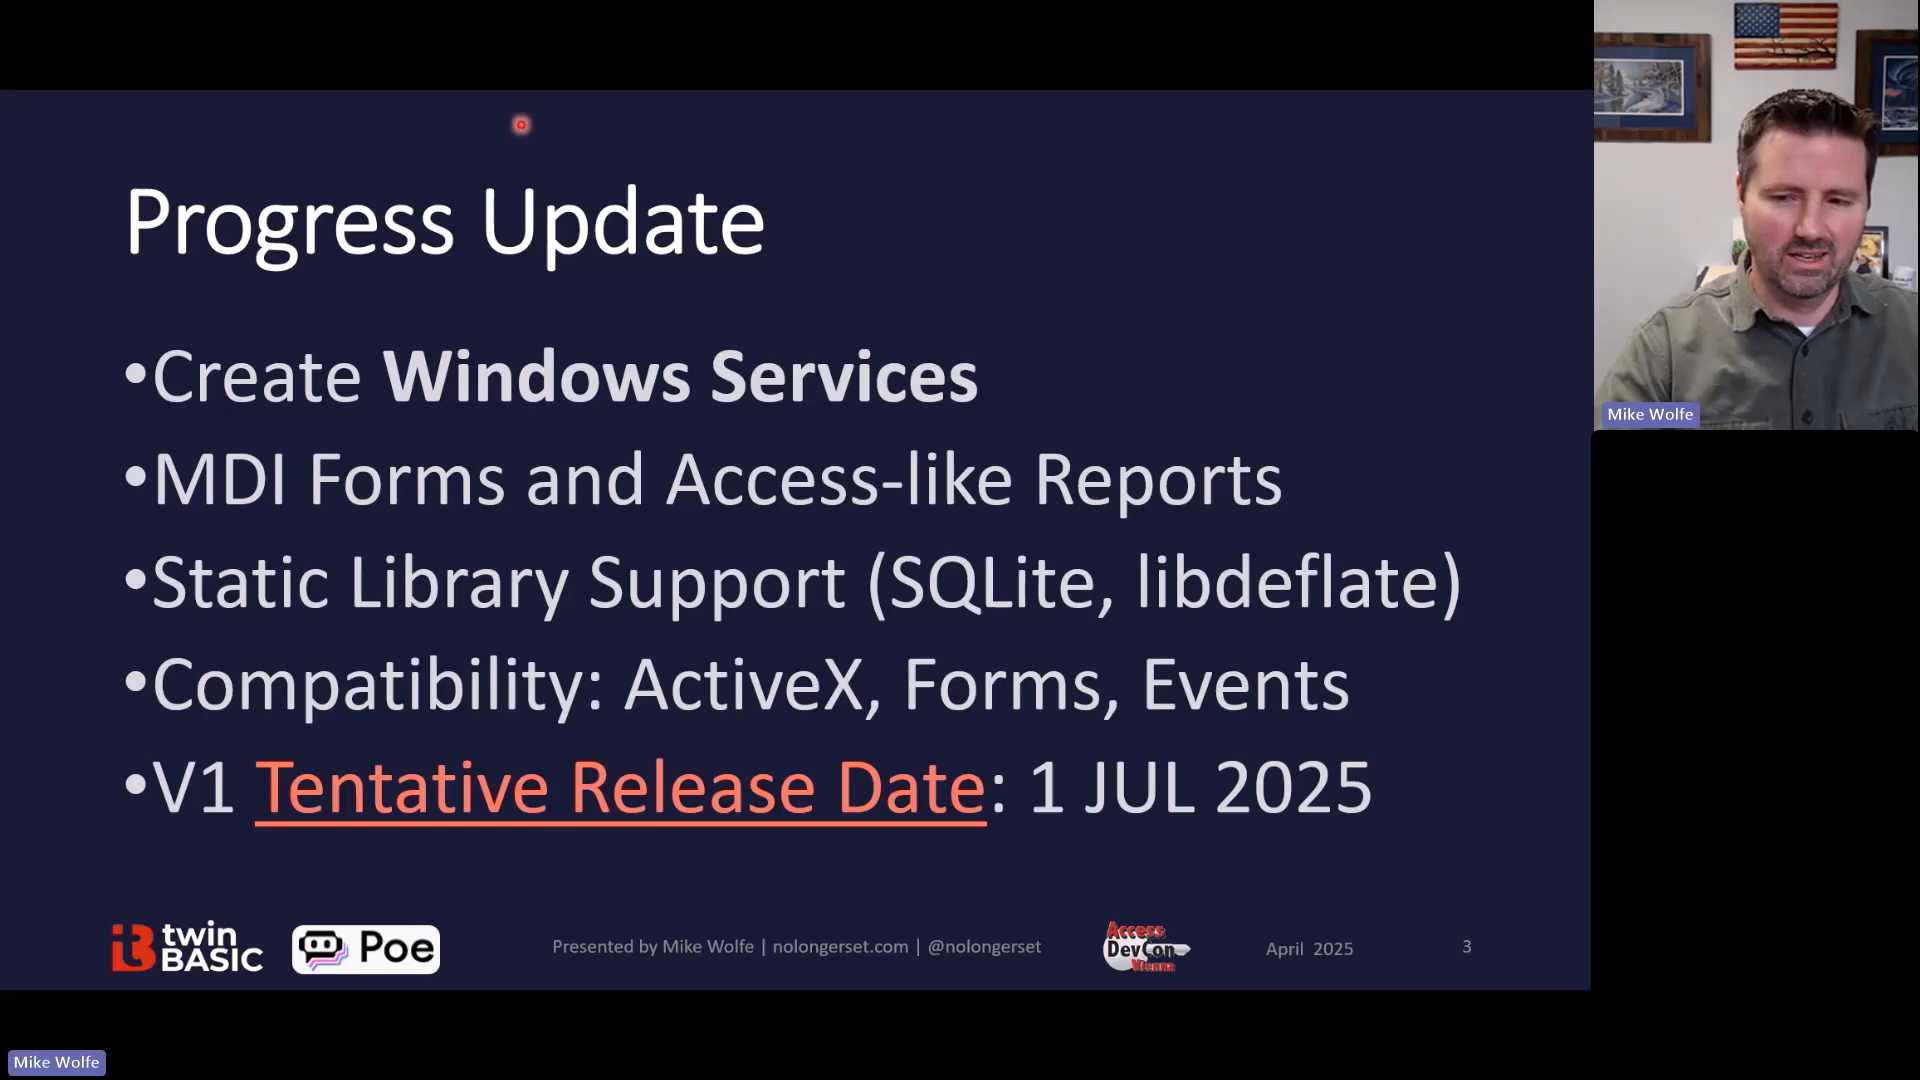 Progress Update
•Create Windows Services
•MDI Forms and Access-like Reports
•Static Library Support (SQLite, libdeflate)
•Compatibility: ActiveX, Forms, Events
•V1 Tentative Release Date: 1 JUL 2025
twin
BASIC
Poe
Presented by Mike Wolfe | nolongerset.com | @nolongerset
Access
DevCon
Vienna
April 2025
3
Mike Wolfe
Mike Wolfe